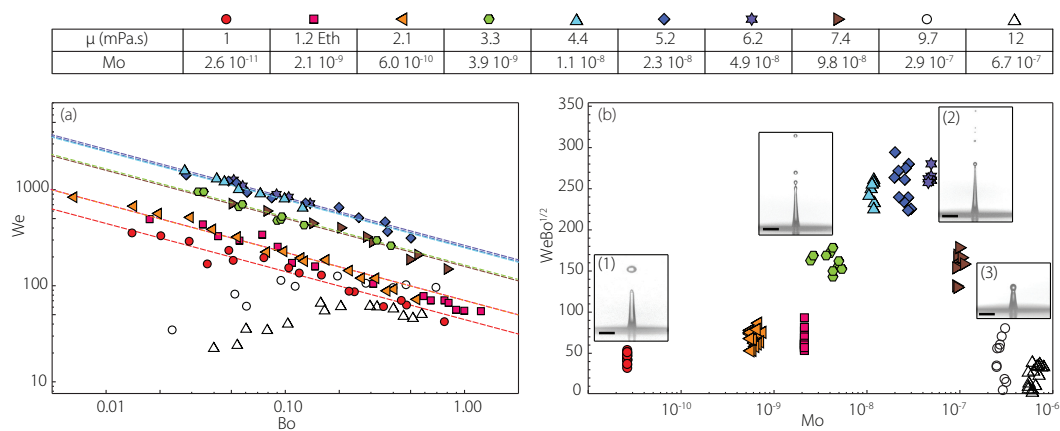 μ (mPa.s) 1 1.2 Eth 2.1 3.3 4.4 5.2 6.2 7.4 9.7 12
Mo 2.6 10⁻¹¹ 2.1 10⁻⁹ 6.0 10⁻¹⁰ 3.9 10⁻⁹ 1.1 10⁻⁸ 2.3 10⁻⁸ 4.9 10⁻⁸ 9.8 10⁻⁸ 2.9 10⁻⁷ 6.7 10⁻⁷
(a)
We
1000
100
10
0.01 0.10 1.00
Bo
(b)
WeBo¹/²
350
300
250
200
150
100
50
0
(1)
(2)
(3)
10⁻¹⁰ 10⁻⁹ 10⁻⁸ 10⁻⁷ 10⁻⁶
Mo